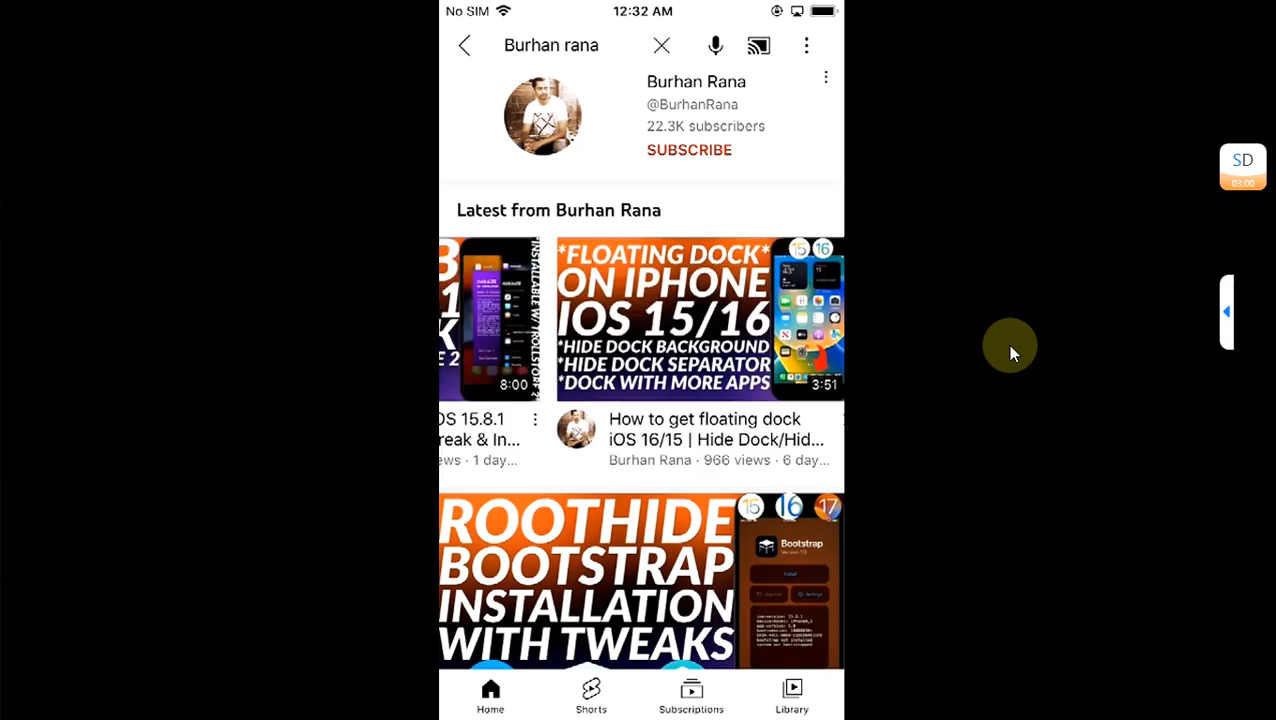 No SIM
12:32 AM
Burhan rana
Burhan Rana
@BurhanRana
22.3K subscribers
SUBSCRIBE
SD
03:00
Latest from Burhan Rana
*FLOATING DOCK*
ON IPHONE
IOS 15/16
*HIDE DOCK BACKGROUND
*HIDE DOCK SEPARATOR
*DOCK WITH MORE APPS
15 16
3:51
8:00
OS 15.8.1
reak & In...
ews · 1 day...
How to get floating dock
iOS 16/15 | Hide Dock/Hid...
Burhan Rana · 966 views · 6 day...
ROOTHIDE
BOOTSTRAP
INSTALLATION
WITH TWEAKS
15 16 17
Bootstrap
Install
Settings
Home
Shorts
Subscriptions
Library